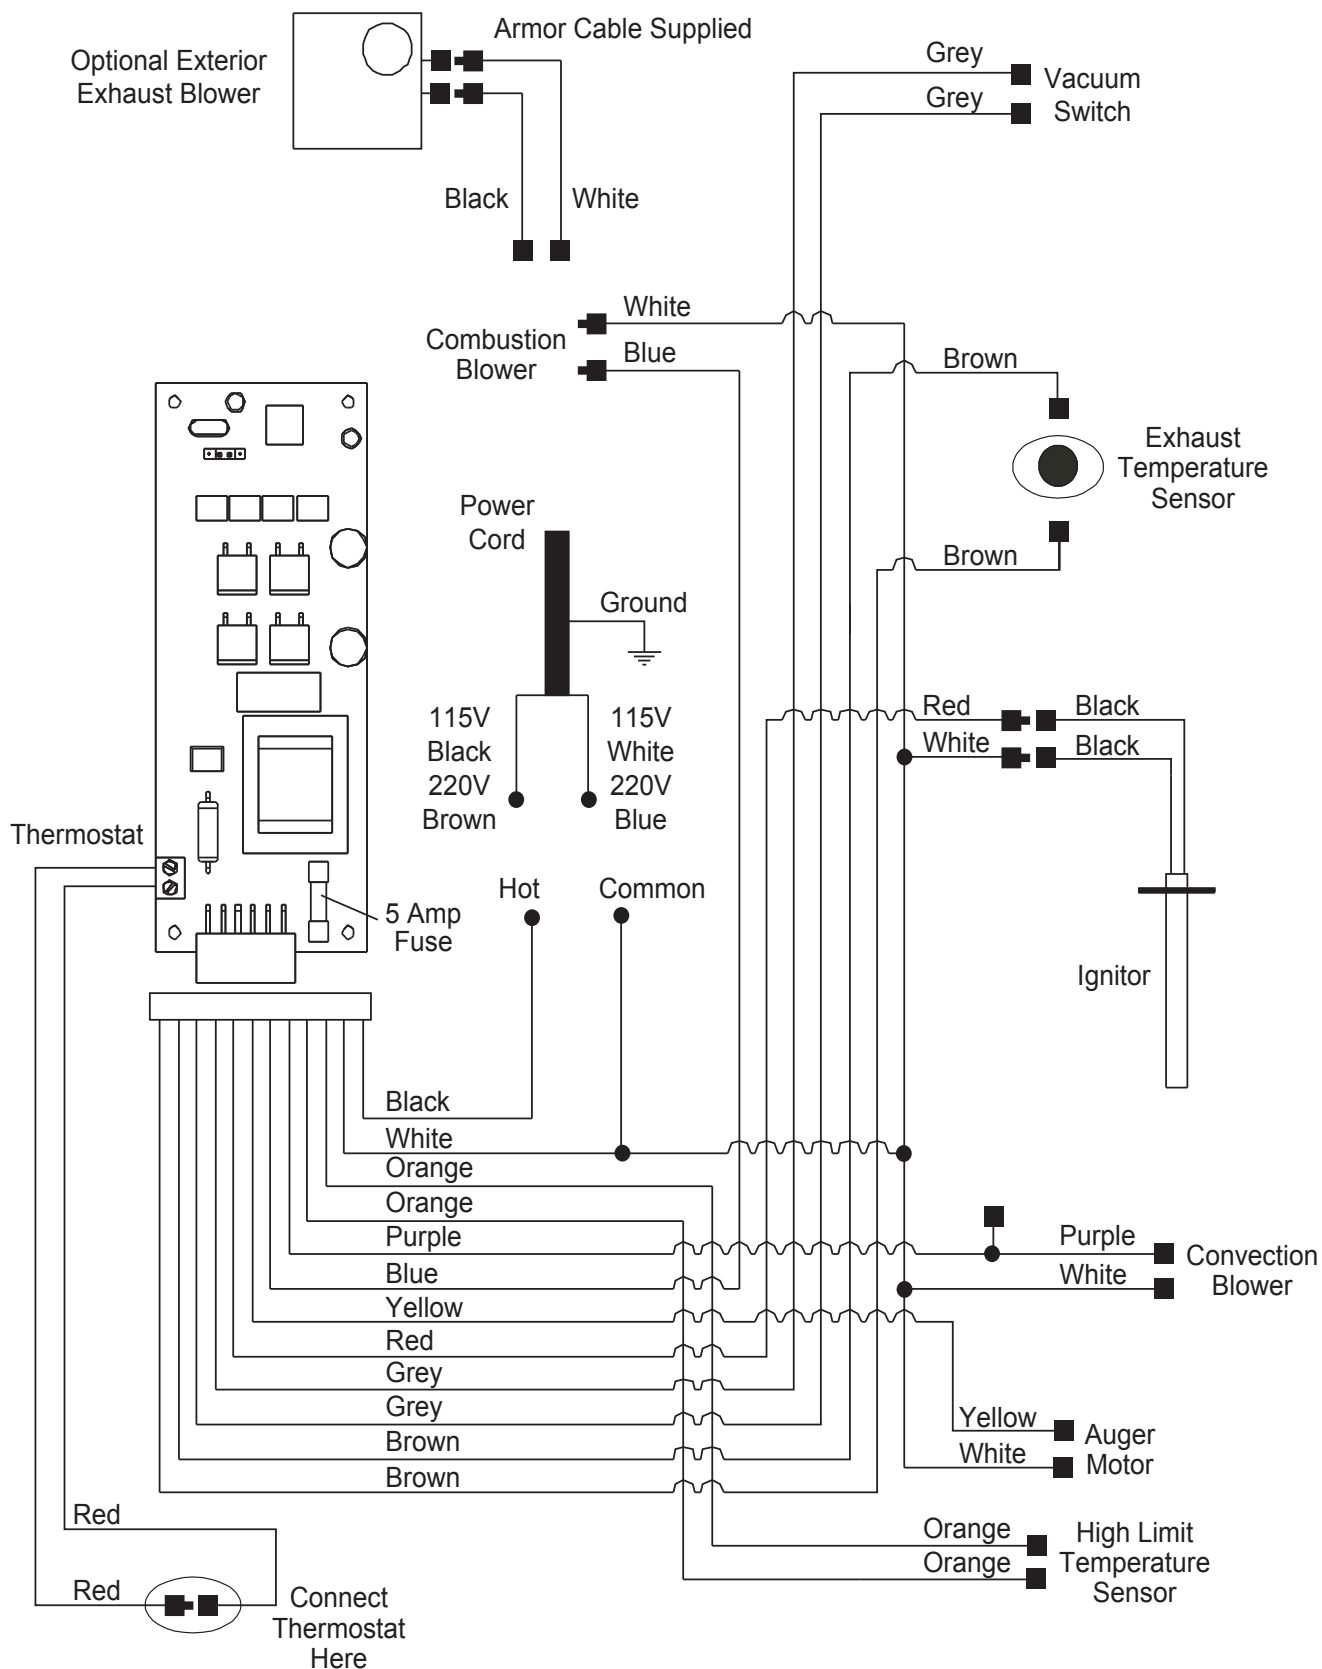 Armor Cable Supplied
Optional Exterior
Exhaust Blower
Black
White
Grey
Grey
Vacuum
Switch
White
Combustion
Blower
Blue
Brown
Exhaust
Temperature
Sensor
Brown
Power
Cord
Ground
115V
Black
220V
Brown
115V
White
220V
Blue
Red
Black
White
Black
Ignitor
Thermostat
5 Amp
Fuse
Hot
Common
Black
White
Orange
Orange
Purple
Blue
Yellow
Red
Grey
Grey
Brown
Brown
Purple
White
Convection
Blower
Yellow
White
Auger
Motor
Orange
Orange
High Limit
Temperature
Sensor
Red
Red
Connect
Thermostat
Here